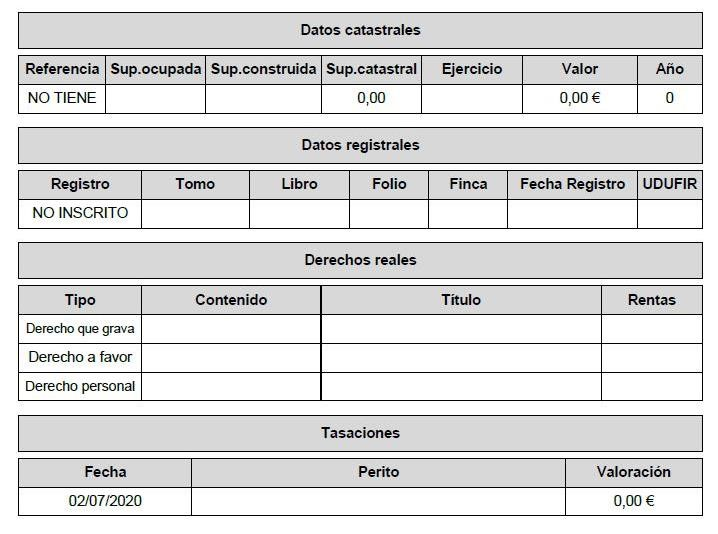 Datos catastrales
Referencia Sup.ocupada Sup.construida Sup.catastral Ejercicio Valor Año
NO TIENE 0,00 0,00 € 0
Datos registrales
Registro Tomo Libro Folio Finca Fecha Registro UDUFIR
NO INSCRITO
Derechos reales
Tipo Contenido Título Rentas
Derecho que grava
Derecho a favor
Derecho personal
Tasaciones
Fecha Perito Valoración
02/07/2020 0,00 €